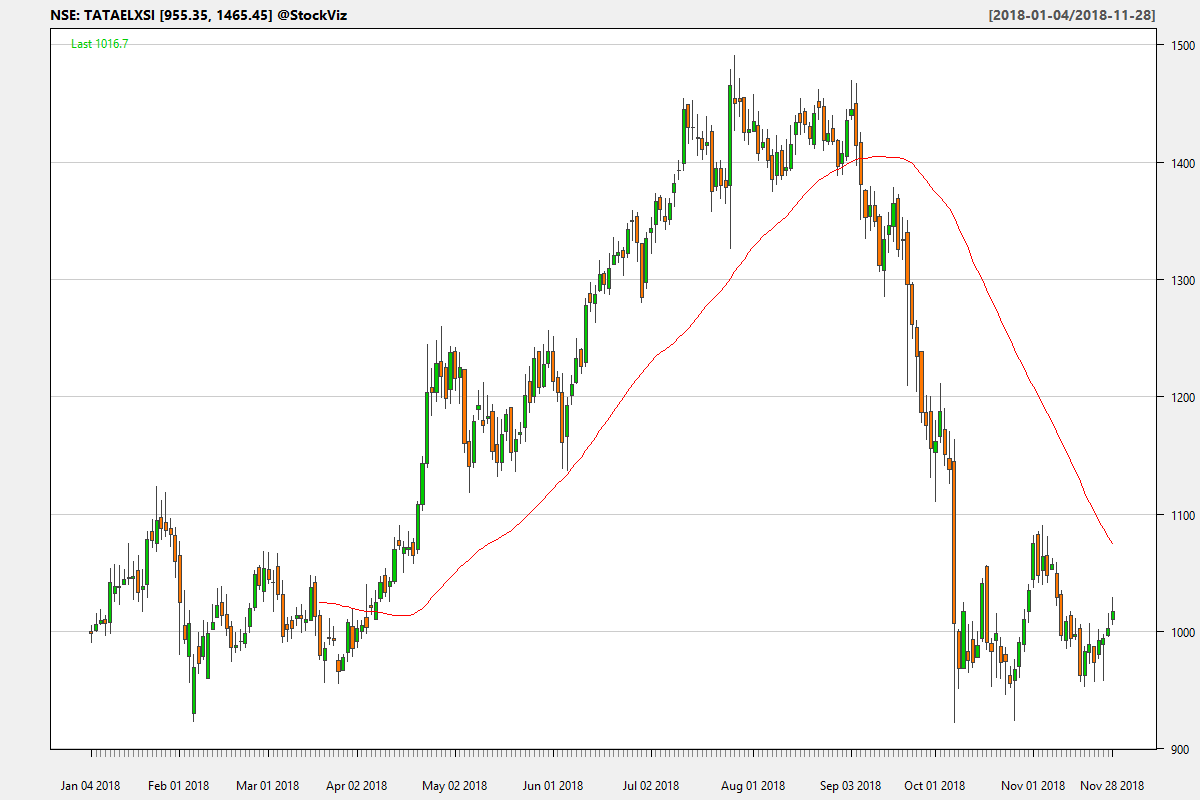 NSE: TATAELXSI [955.35, 1465.45] @StockViz
[2018-01-04/2018-11-28]
Last 1016.7
1500
1400
1300
1200
1100
1000
900
Jan 04 2018 Feb 01 2018 Mar 01 2018 Apr 02 2018 May 02 2018 Jun 01 2018 Jul 02 2018 Aug 01 2018 Sep 03 2018 Oct 01 2018 Nov 01 2018 Nov 28 2018